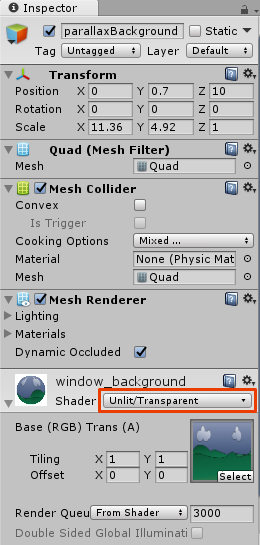 Inspector
parallaxBackground Static
Tag Untagged Layer Default
Transform
Position X 0 Y 0.7 Z 10
Rotation X 0 Y 0 Z 0
Scale X 11.36 Y 4.92 Z 1
Quad (Mesh Filter)
Mesh Quad
Mesh Collider
Convex
Is Trigger
Cooking Options Mixed ...
Material None (Physic Mat
Mesh Quad
Mesh Renderer
Lighting
Materials
Dynamic Occluded
window_background
Shader Unlit/Transparent
Base (RGB) Trans (A)
Tiling X 1 Y 1
Offset X 0 Y 0
Select
Render Queu From Shader 3000
Double Sided Global Illuminati